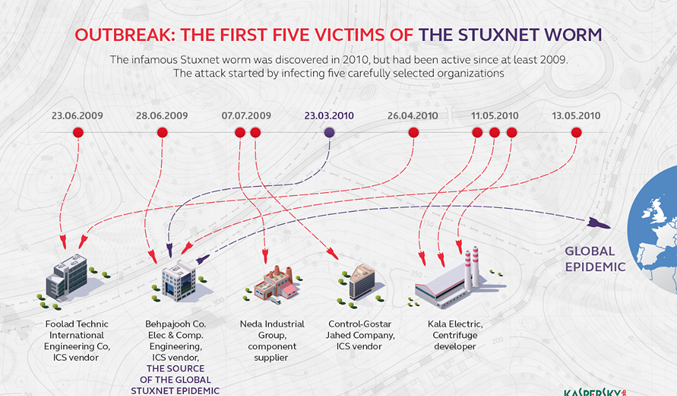 OUTBREAK: THE FIRST FIVE VICTIMS OF THE STUXNET WORM
The infamous Stuxnet worm was discovered in 2010, but had been active since at least 2009.
The attack started by infecting five carefully selected organizations
23.06.2009 28.06.2009 07.07.2009 23.03.2010 26.04.2010 11.05.2010 13.05.2010
GLOBAL
EPIDEMIC
Foolad Technic
International
Engineering Co,
ICS vendor
Behpajooh Co.
Elec & Comp.
Engineering,
ICS vendor,
THE SOURCE
OF THE GLOBAL
STUXNET EPIDEMIC
Neda Industrial
Group,
component
supplier
Control-Gostar
Jahed Company,
ICS vendor
Kala Electric,
Centrifuge
developer
KASPERSKY